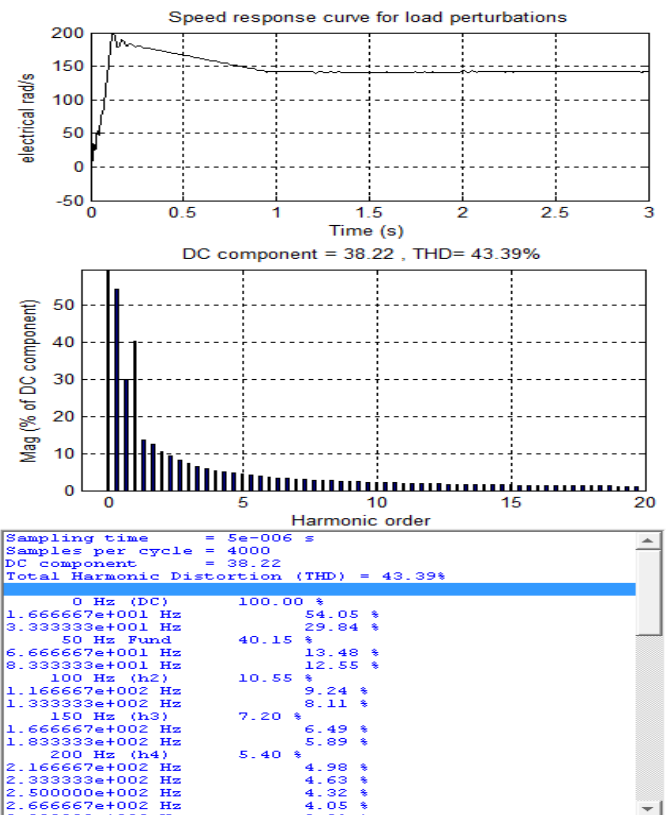 Speed response curve for load perturbations
electrical rad/s
200
150
100
50
0
-50
0 0.5 1 1.5 2 2.5 3
Time (s)
DC component = 38.22 , THD= 43.39%
Mag (% of DC component)
50
40
30
20
10
0
0 5 10 15 20
Harmonic order
Sampling time = 5e-006 s
Samples per cycle = 4000
DC component = 38.22
Total Harmonic Distortion (THD) = 43.39%
0 Hz (DC) 100.00 %
1.666667e+001 Hz 54.05 %
3.333333e+001 Hz 29.84 %
50 Hz Fund 40.15 %
6.666667e+001 Hz 13.48 %
8.333333e+001 Hz 12.55 %
100 Hz (h2) 10.55 %
1.166667e+002 Hz 9.24 %
1.333333e+002 Hz 8.11 %
150 Hz (h3) 7.20 %
1.666667e+002 Hz 6.49 %
1.833333e+002 Hz 5.89 %
200 Hz (h4) 5.40 %
2.166667e+002 Hz 4.98 %
2.333333e+002 Hz 4.63 %
2.500000e+002 Hz 4.32 %
2.666667e+002 Hz 4.05 %